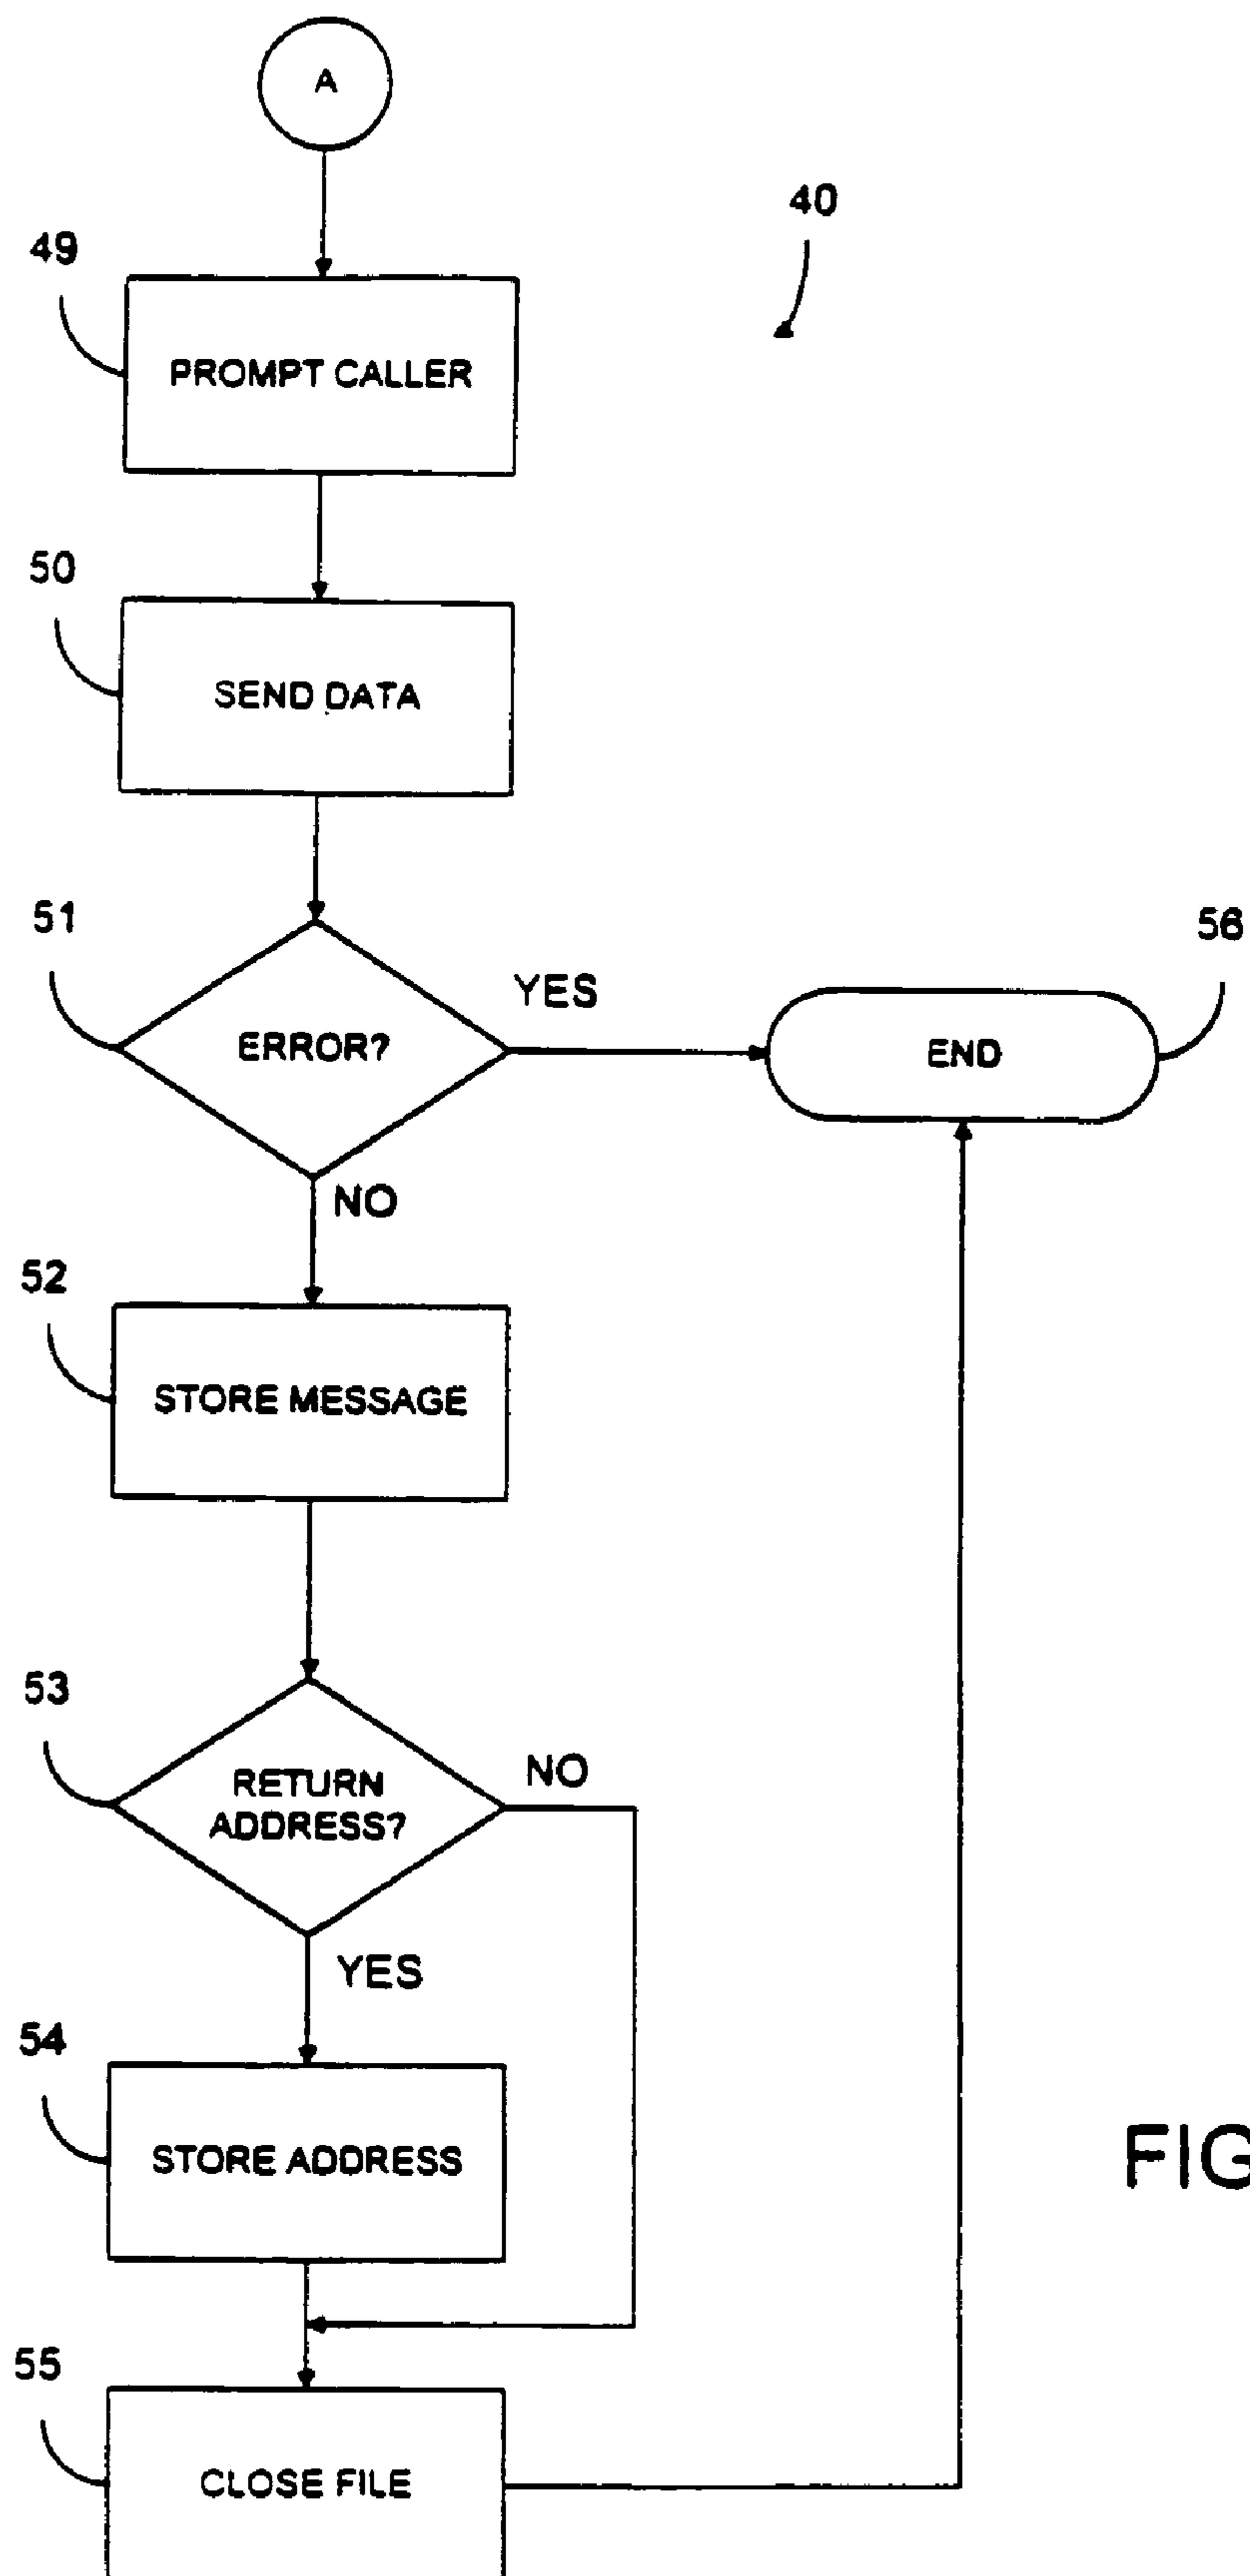 A
40
49
PROMPT CALLER
50
SEND DATA
51
ERROR?
YES
END
56
NO
52
STORE MESSAGE
53
RETURN
ADDRESS?
NO
YES
54
STORE ADDRESS
FIG
55
CLOSE FILE